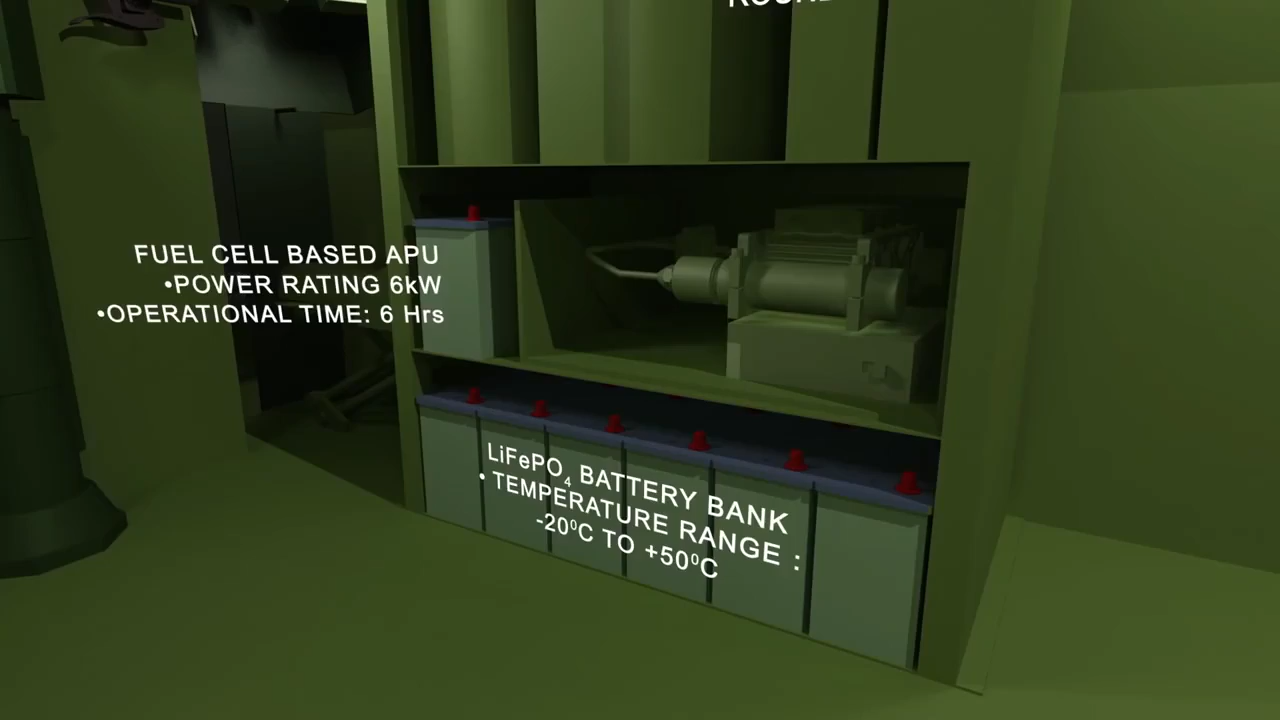 FUEL CELL BASED APU
•POWER RATING 6kW
•OPERATIONAL TIME: 6 Hrs
LiFePO₄ BATTERY BANK
• TEMPERATURE RANGE :
-20⁰C TO +50⁰C